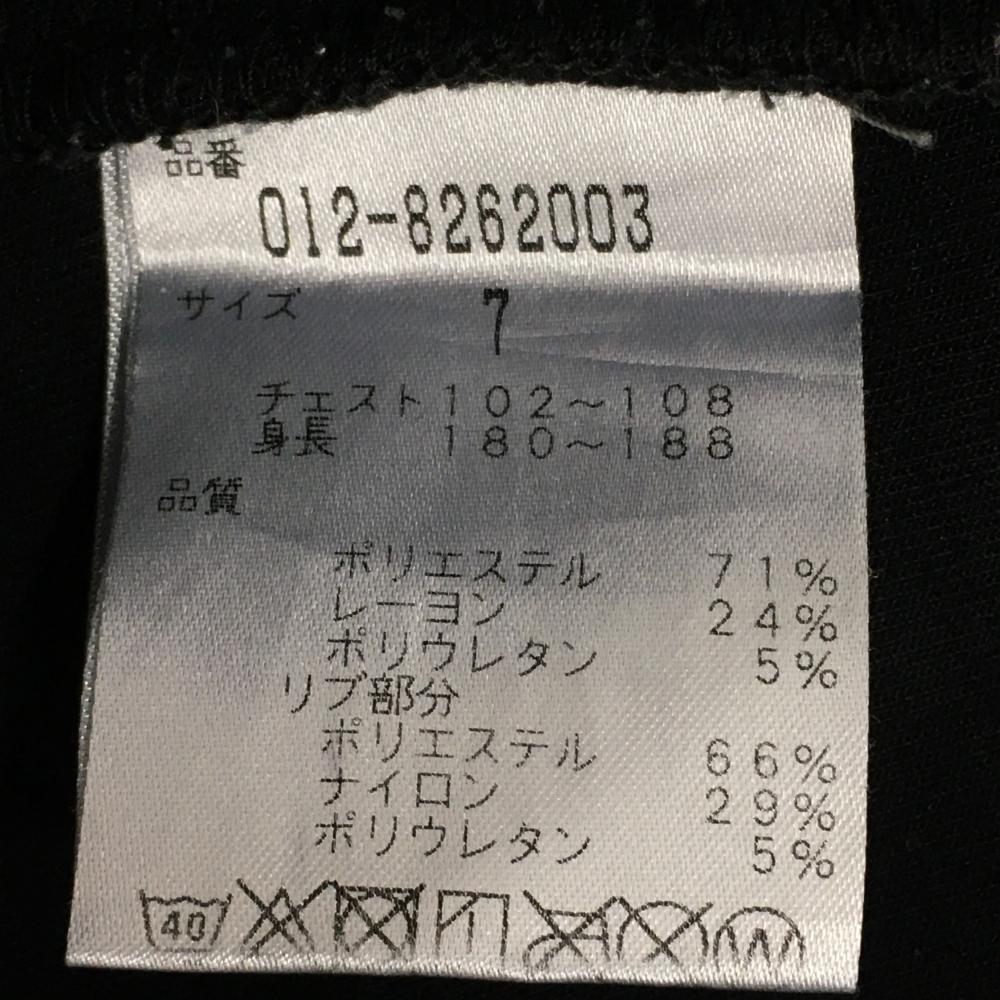 品番
012-8262003
サイズ 7
チェスト 102～108
身長 180～188
品質
ポリエステル 71%
レーヨン 24%
ポリウレタン 5%
リブ部分
ポリエステル 66%
ナイロン 29%
ポリウレタン 5%
40 W